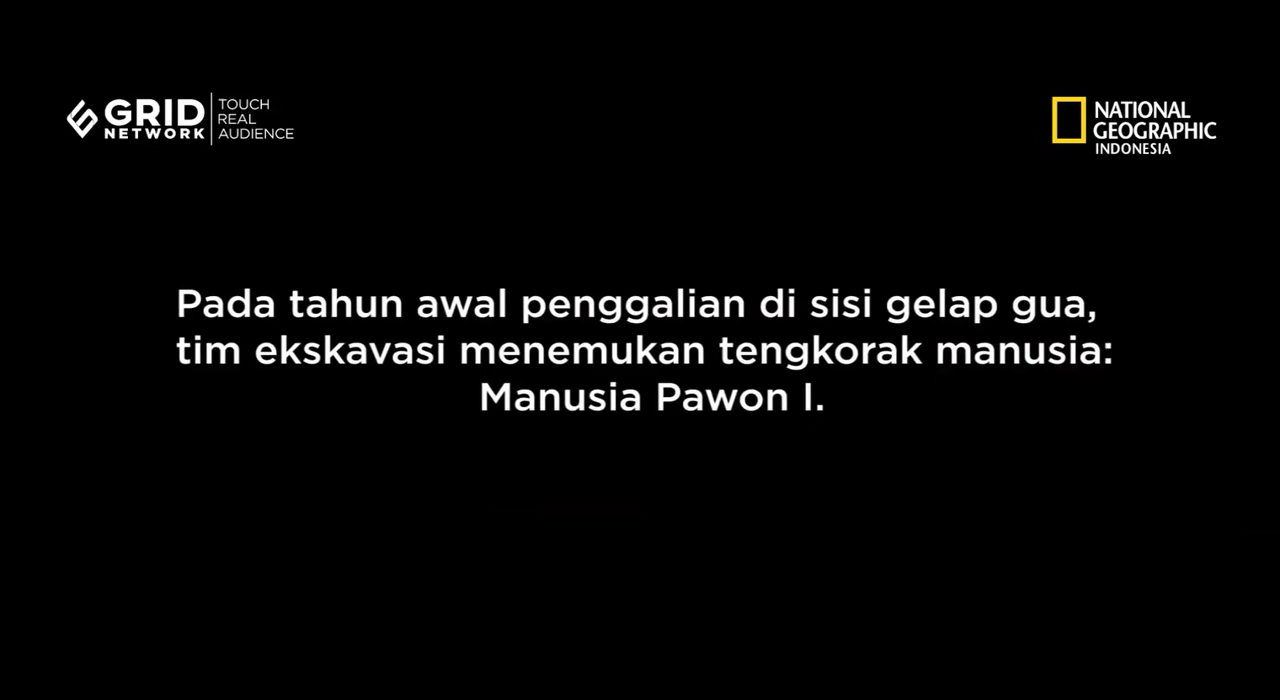 GRID
NETWORK
TOUCH
REAL
AUDIENCE
NATIONAL
GEOGRAPHIC
INDONESIA
Pada tahun awal penggalian di sisi gelap gua,
tim ekskavasi menemukan tengkorak manusia:
Manusia Pawon I.